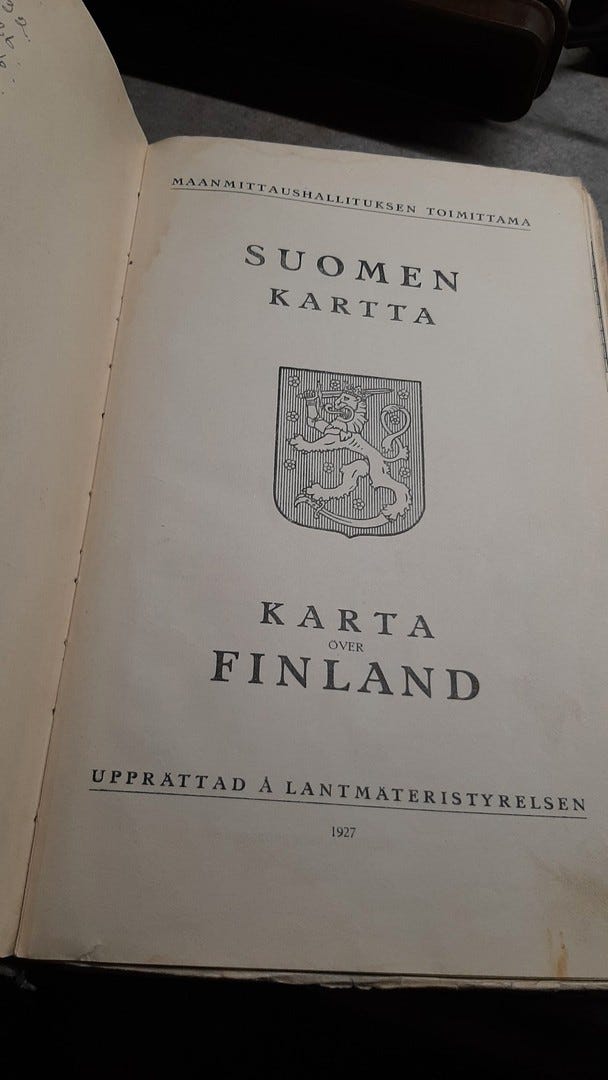 MAANMITTAUSHALLITUKSEN TOIMITTAMA
SUOMEN
KARTTA
KARTA
ÖVER
FINLAND
UPPRÄTTAD Å LANTMÄTERISTYRELSEN
1927